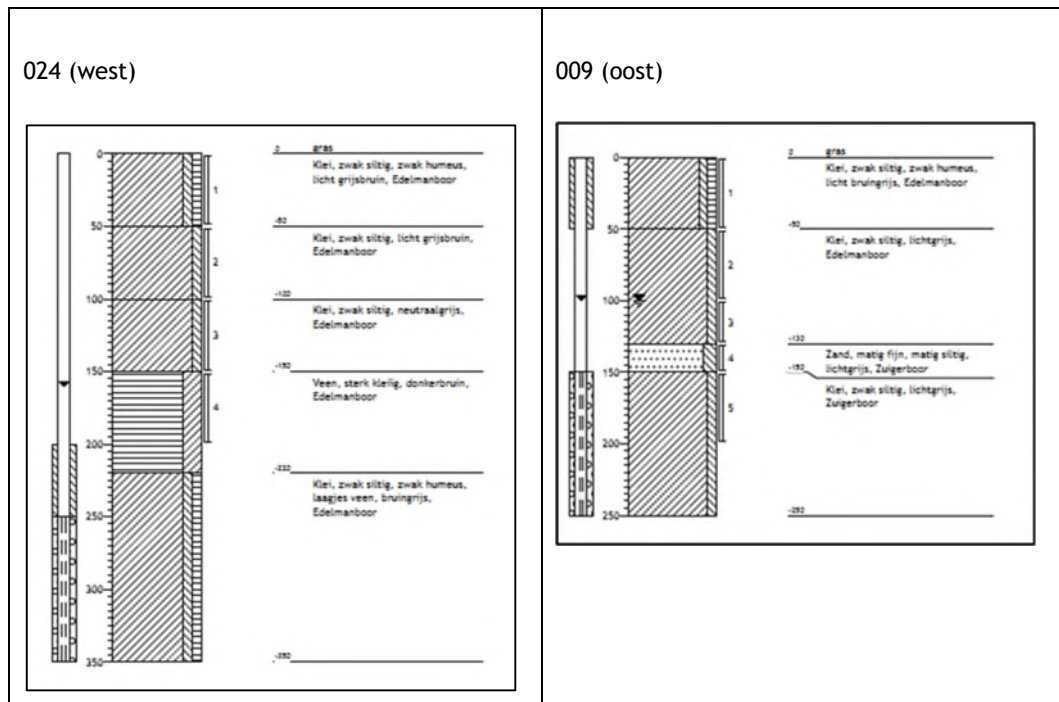 024 (west)
0
50
100
150
200
250
300
350
1
2
3
4
0 gras
Klei, zwak siltig, zwak humeus,
licht grijsbruin, Edelmanboor
-50
Klei, zwak siltig, licht grijsbruin,
Edelmanboor
-100
Klei, zwak siltig, neutraalgrijs,
Edelmanboor
-150
Veen, sterk kleiïg, donkerbruin,
Edelmanboor
-220
Klei, zwak siltig, zwak humeus,
laagjes veen, bruingrijs,
Edelmanboor
-350
009 (oost)
0
50
100
150
200
250
1
2
3
4
5
0 gras
Klei, zwak siltig, zwak humeus,
licht bruingrijs, Edelmanboor
-50
Klei, zwak siltig, lichtgrijs,
Edelmanboor
-130
Zand, matig fijn, matig siltig,
lichtgrijs, Zuigerboor
-150
Klei, zwak siltig, lichtgrijs,
Zuigerboor
-250